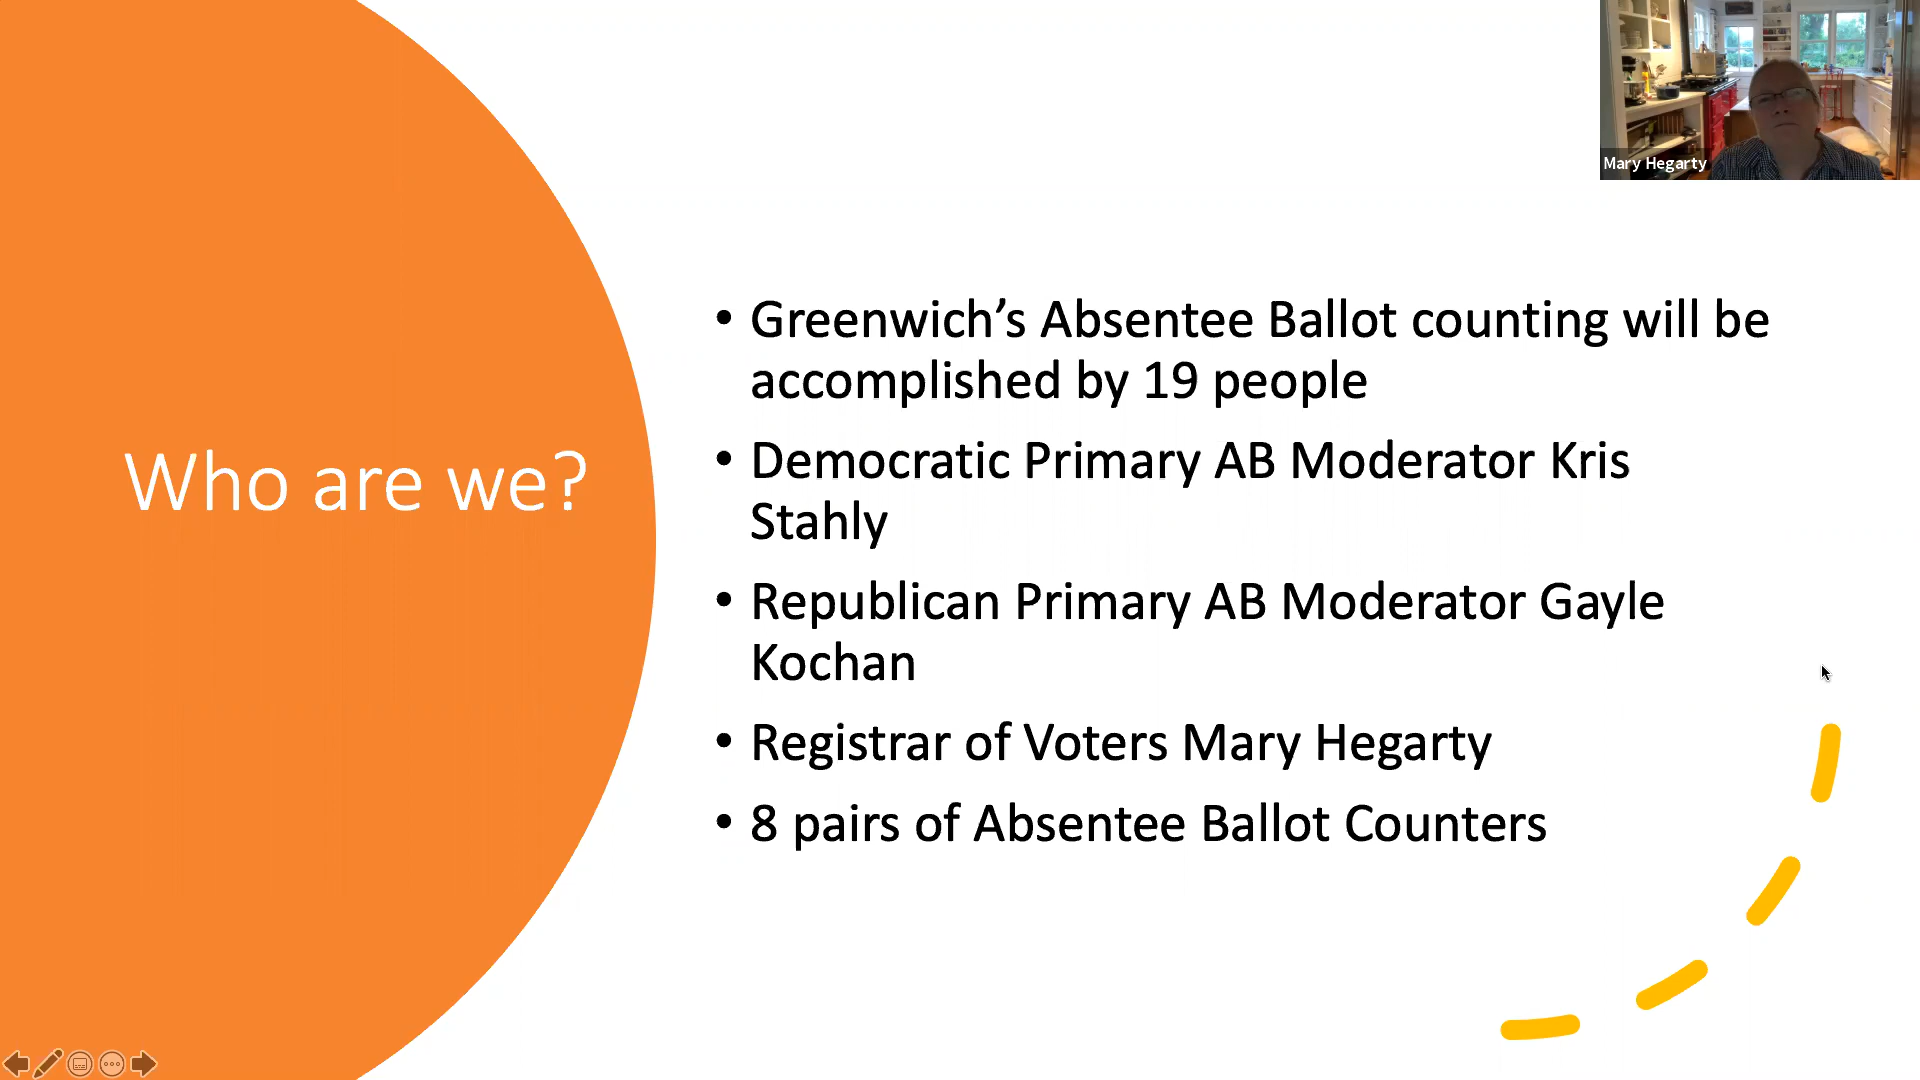 Mary Hegarty
Who are we?
• Greenwich’s Absentee Ballot counting will be
accomplished by 19 people
• Democratic Primary AB Moderator Kris
Stahly
• Republican Primary AB Moderator Gayle
Kochan
• Registrar of Voters Mary Hegarty
• 8 pairs of Absentee Ballot Counters